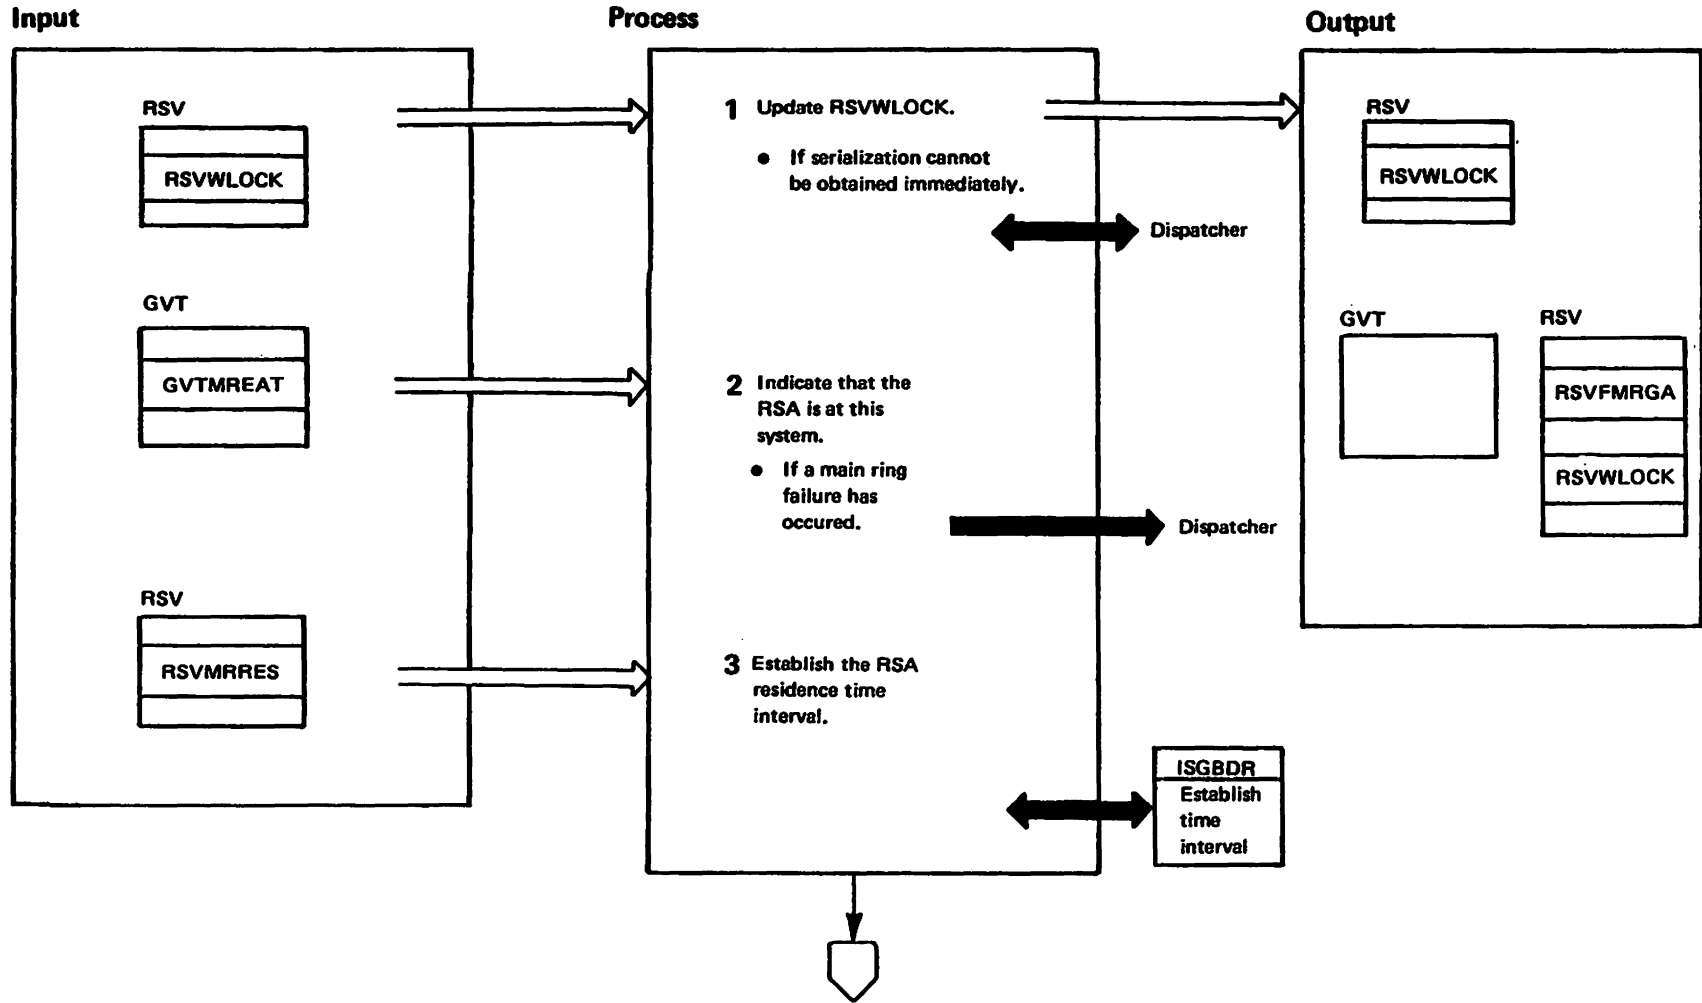 Input
Process
Output
RSV
RSVWLOCK
GVT
GVTMREAT
RSV
RSVMRRES
1 Update RSVWLOCK.
● If serialization cannot
be obtained immediately.
Dispatcher
2 Indicate that the
RSA is at this
system.
● If a main ring
failure has
occured.
Dispatcher
3 Establish the RSA
residence time
interval.
ISGBDR
Establish
time
interval
RSV
RSVWLOCK
GVT
RSV
RSVFMRGA
RSVWLOCK